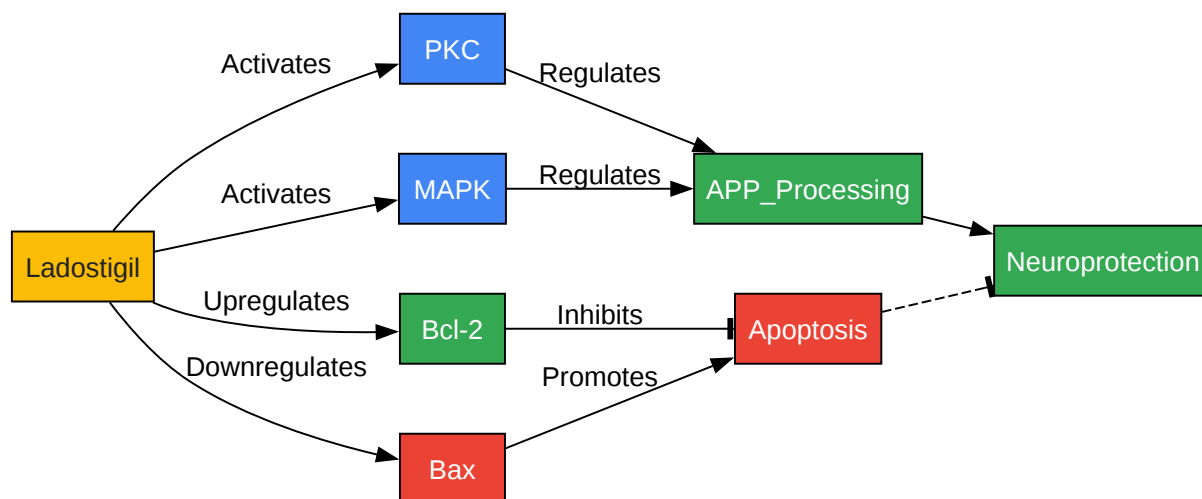 PKC
Activates
Regulates
MAPK
Activates
Regulates
APP_Processing
Ladostigil
Neuroprotection
Upregulates
Bcl-2
Inhibits
Apoptosis
Downregulates
Promotes
Bax